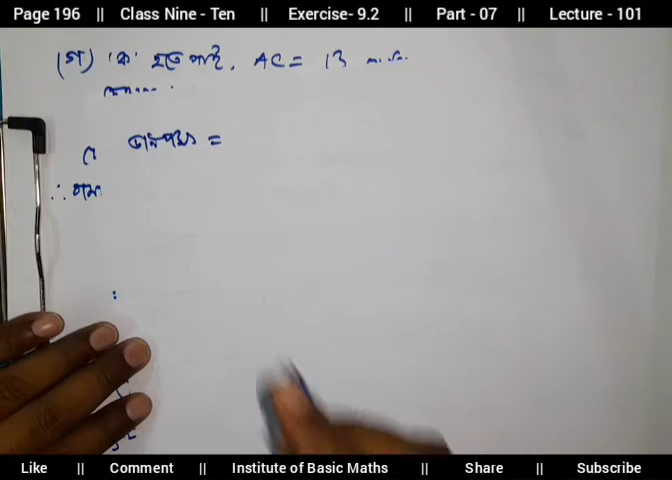 Page 196 || Class Nine - Ten || Exercise- 9.2 || Part - 07 || Lecture - 101
(গ) 'ক' হতে পাই, AC = 13
ডানপক্ষ =
∴
Like || Comment || Institute of Basic Maths || Share || Subscribe